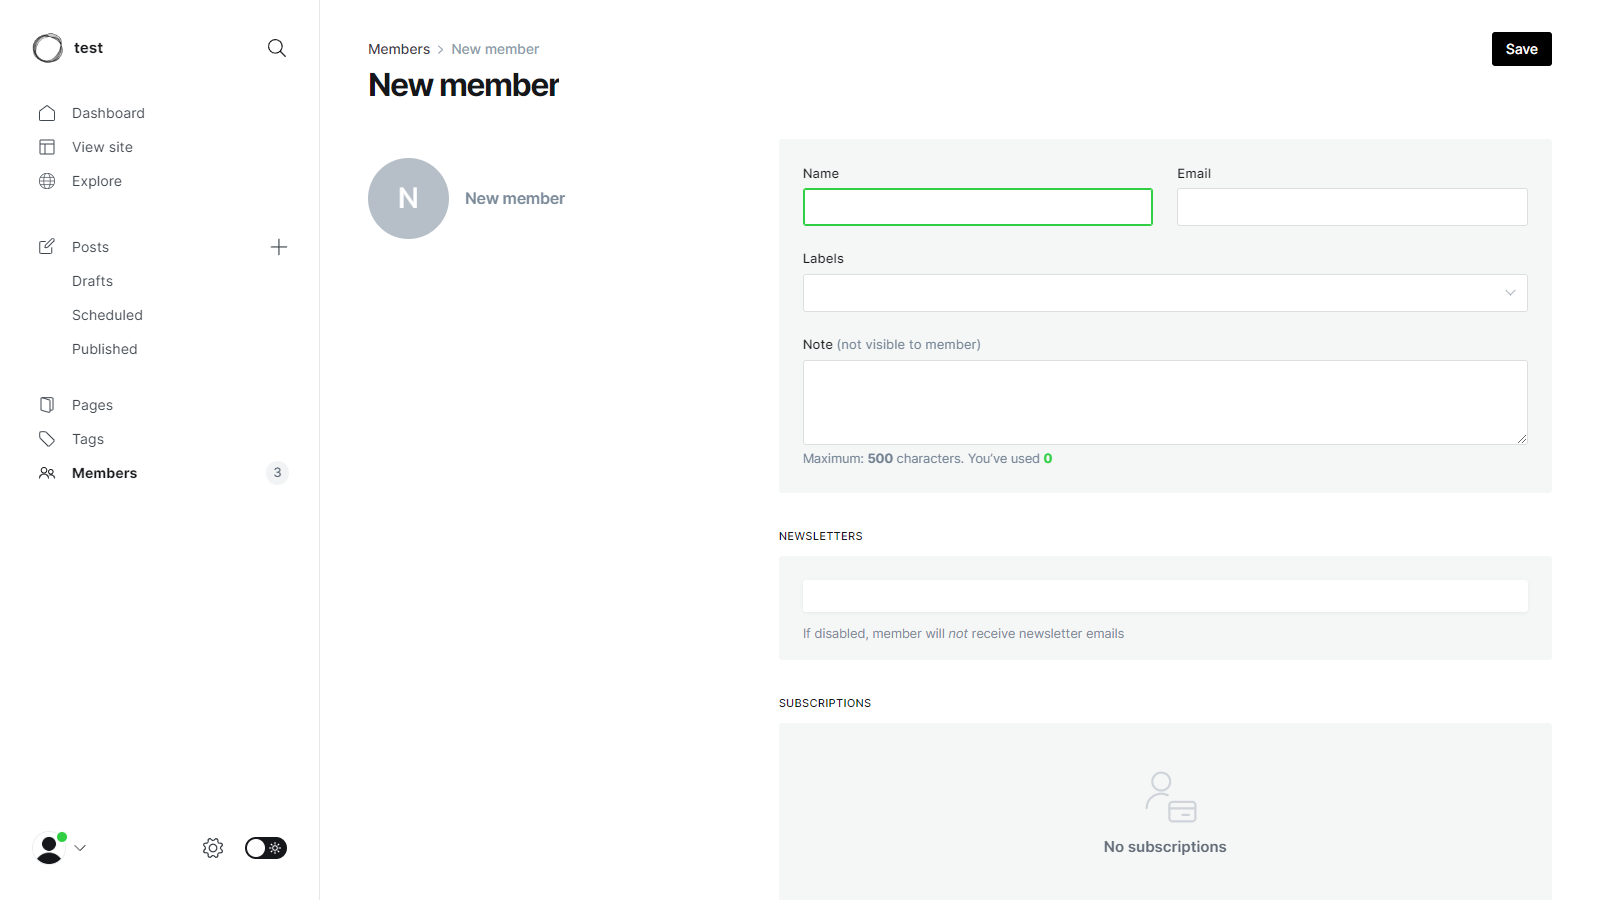 test
Dashboard
View site
Explore
Posts
Drafts
Scheduled
Published
Pages
Tags
Members 3
Members > New member
New member
Save
N New member
Name Email
Labels
Note (not visible to member)
Maximum: 500 characters. You’ve used 0
NEWSLETTERS
If disabled, member will not receive newsletter emails
SUBSCRIPTIONS
No subscriptions